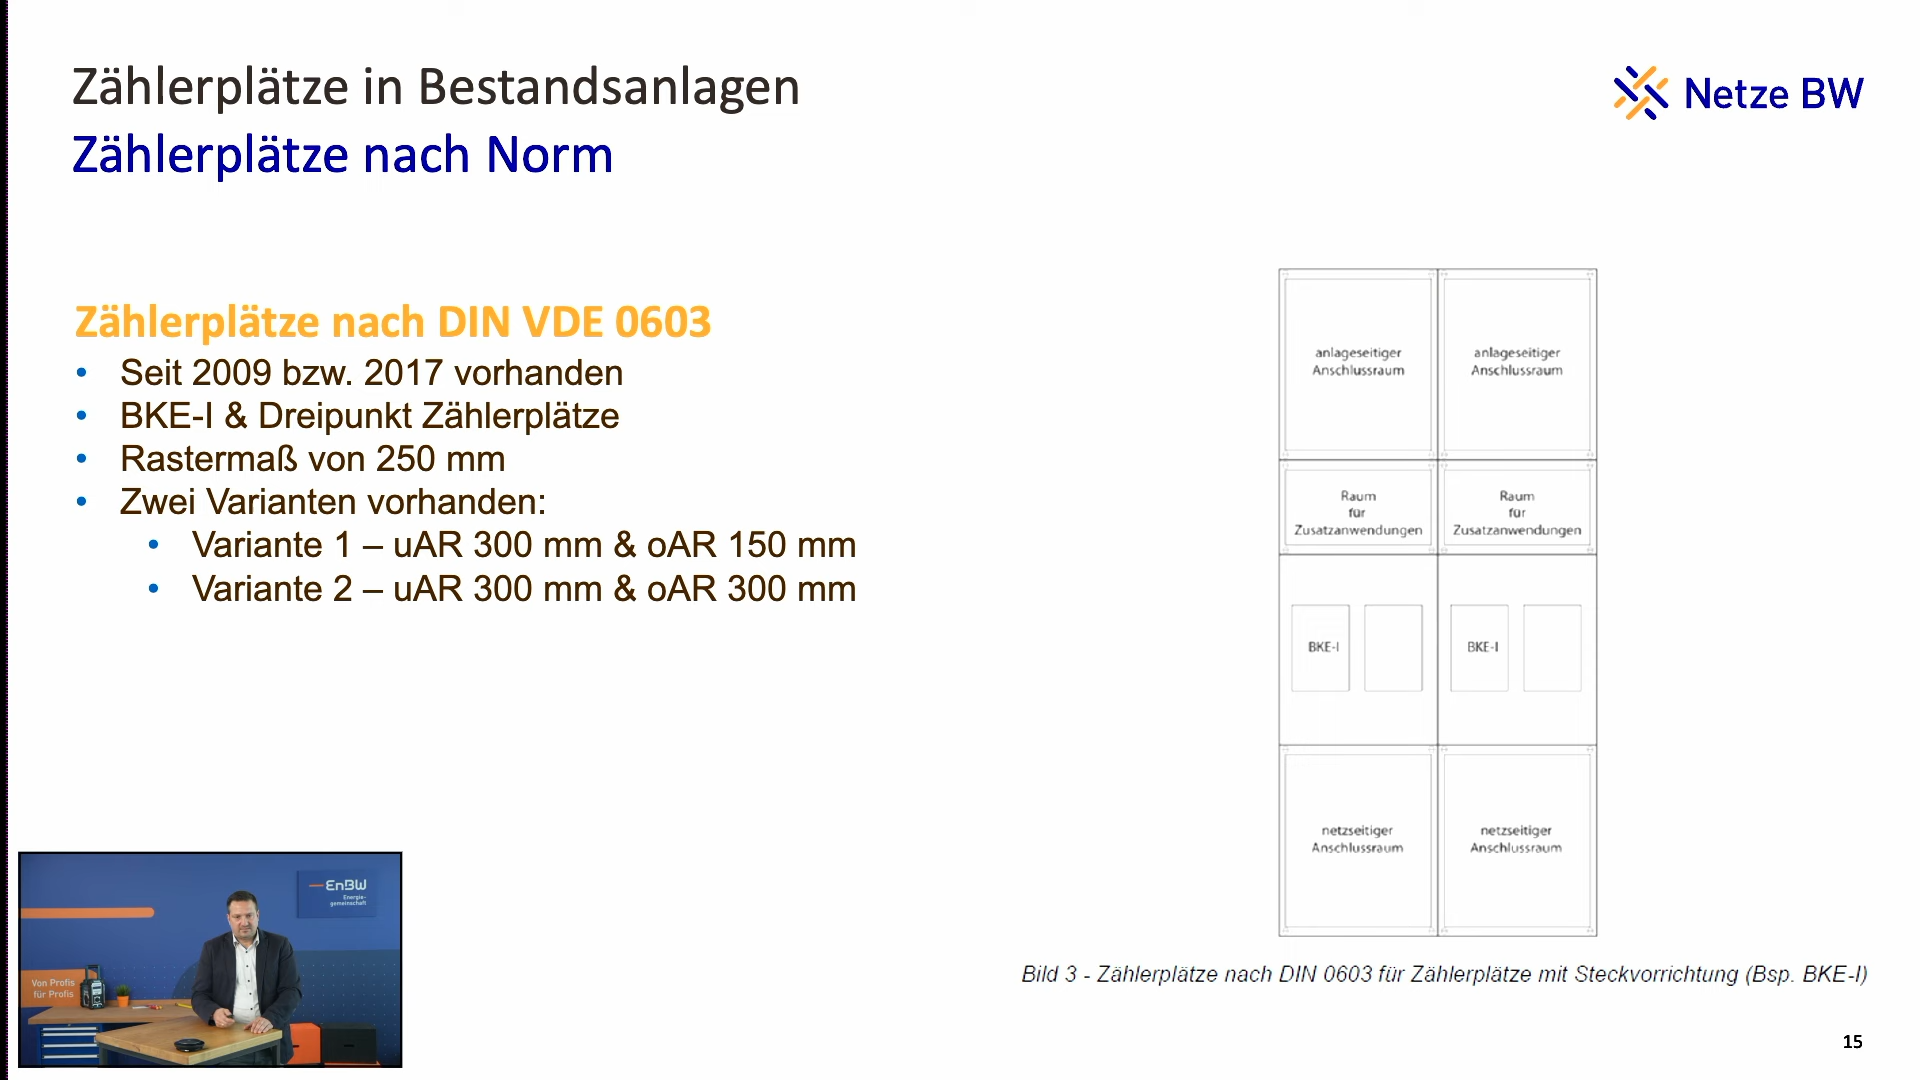 Zählerplätze in Bestandsanlagen
Zählerplätze nach Norm
Netze BW
Zählerplätze nach DIN VDE 0603
• Seit 2009 bzw. 2017 vorhanden
• BKE-I & Dreipunkt Zählerplätze
• Rastermaß von 250 mm
• Zwei Varianten vorhanden:
• Variante 1 – uAR 300 mm & oAR 150 mm
• Variante 2 – uAR 300 mm & oAR 300 mm
anlageseitiger
Anschlussraum
anlageseitiger
Anschlussraum
Raum
für
Zusatzanwendungen
Raum
für
Zusatzanwendungen
BKE-I
BKE-I
netzseitiger
Anschlussraum
netzseitiger
Anschlussraum
Bild 3 - Zählerplätze nach DIN 0603 für Zählerplätze mit Steckvorrichtung (Bsp. BKE-I)
EnBW
Energie-
gemeinschaft
Von Profis
für Profis
15